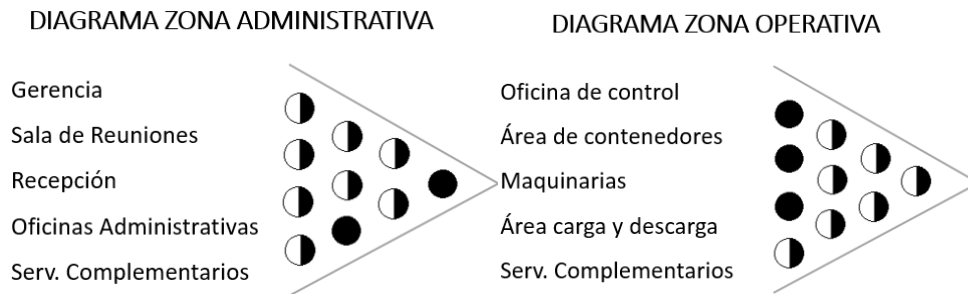 DIAGRAMA ZONA ADMINISTRATIVA
Gerencia
Sala de Reuniones
Recepción
Oficinas Administrativas
Serv. Complementarios
DIAGRAMA ZONA OPERATIVA
Oficina de control
Área de contenedores
Maquinarias
Área carga y descarga
Serv. Complementarios